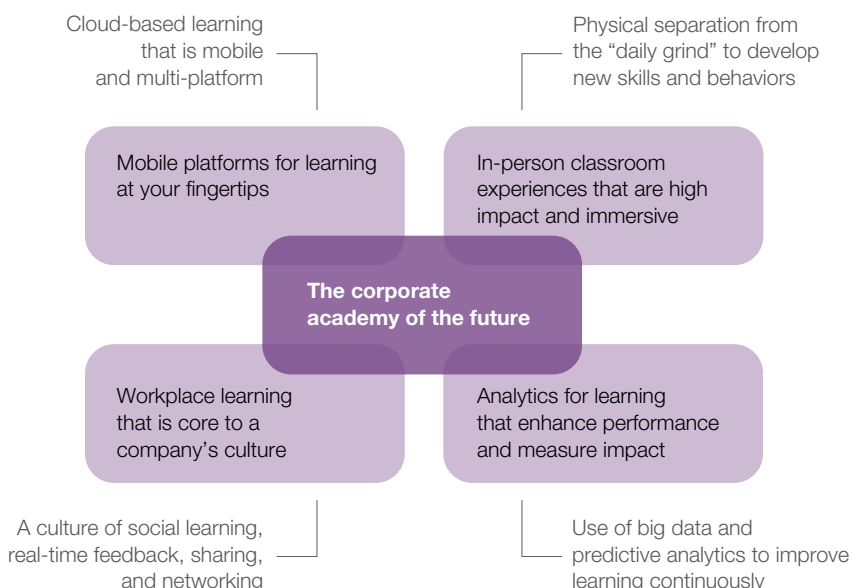 Cloud-based learning
that is mobile
and multi-platform
Physical separation from
the “daily grind” to develop
new skills and behaviors
Mobile platforms for learning
at your fingertips
In-person classroom
experiences that are high
impact and immersive
The corporate
academy of the future
Workplace learning
that is core to a
company’s culture
Analytics for learning
that enhance performance
and measure impact
A culture of social learning,
real-time feedback, sharing,
and networking
Use of big data and
predictive analytics to improve
learning continuously